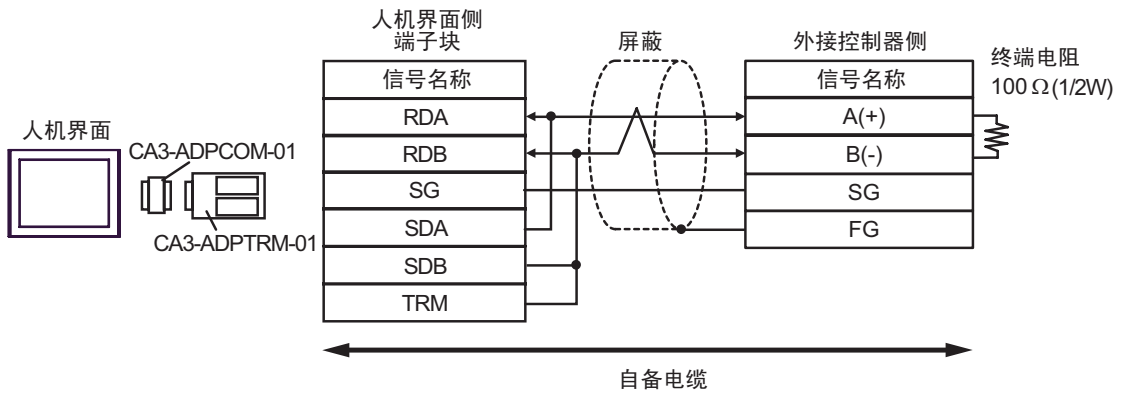 人机界面
CA3-ADPCOM-01
CA3-ADPTRM-01
人机界面侧
端子块
信号名称
RDA
RDB
SG
SDA
SDB
TRM
屏蔽
外接控制器侧
信号名称
A(+)
B(-)
SG
FG
终端电阻
100 Ω(1/2W)
自备电缆